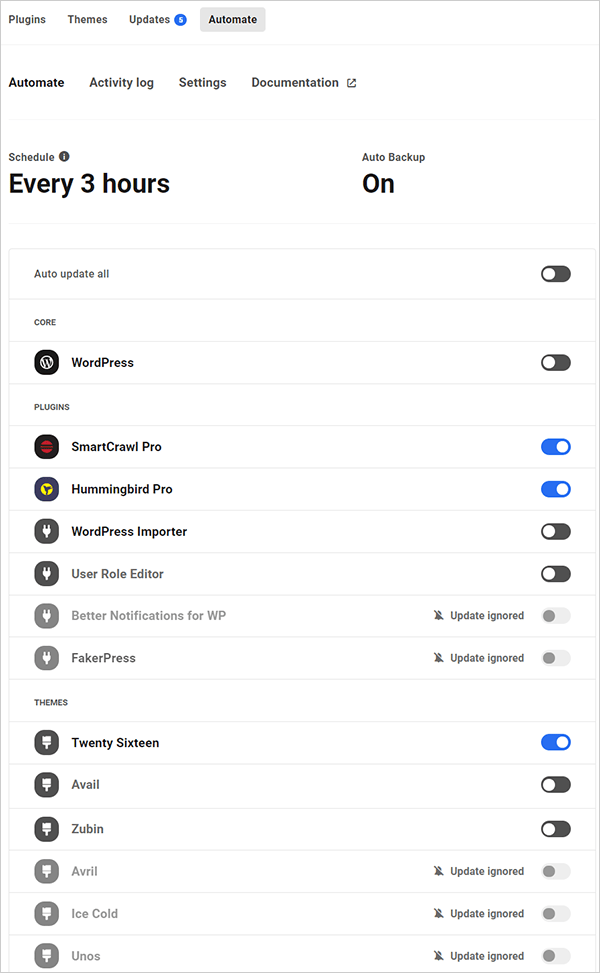 Plugins Themes Updates 5 Automate
Automate Activity log Settings Documentation
Schedule Auto Backup
Every 3 hours On
Auto update all
CORE
WordPress
PLUGINS
SmartCrawl Pro
Hummingbird Pro
WordPress Importer
User Role Editor
Better Notifications for WP Update ignored
FakerPress Update ignored
THEMES
Twenty Sixteen
Avail
Zubin
Avril Update ignored
Ice Cold Update ignored
Unos Update ignored